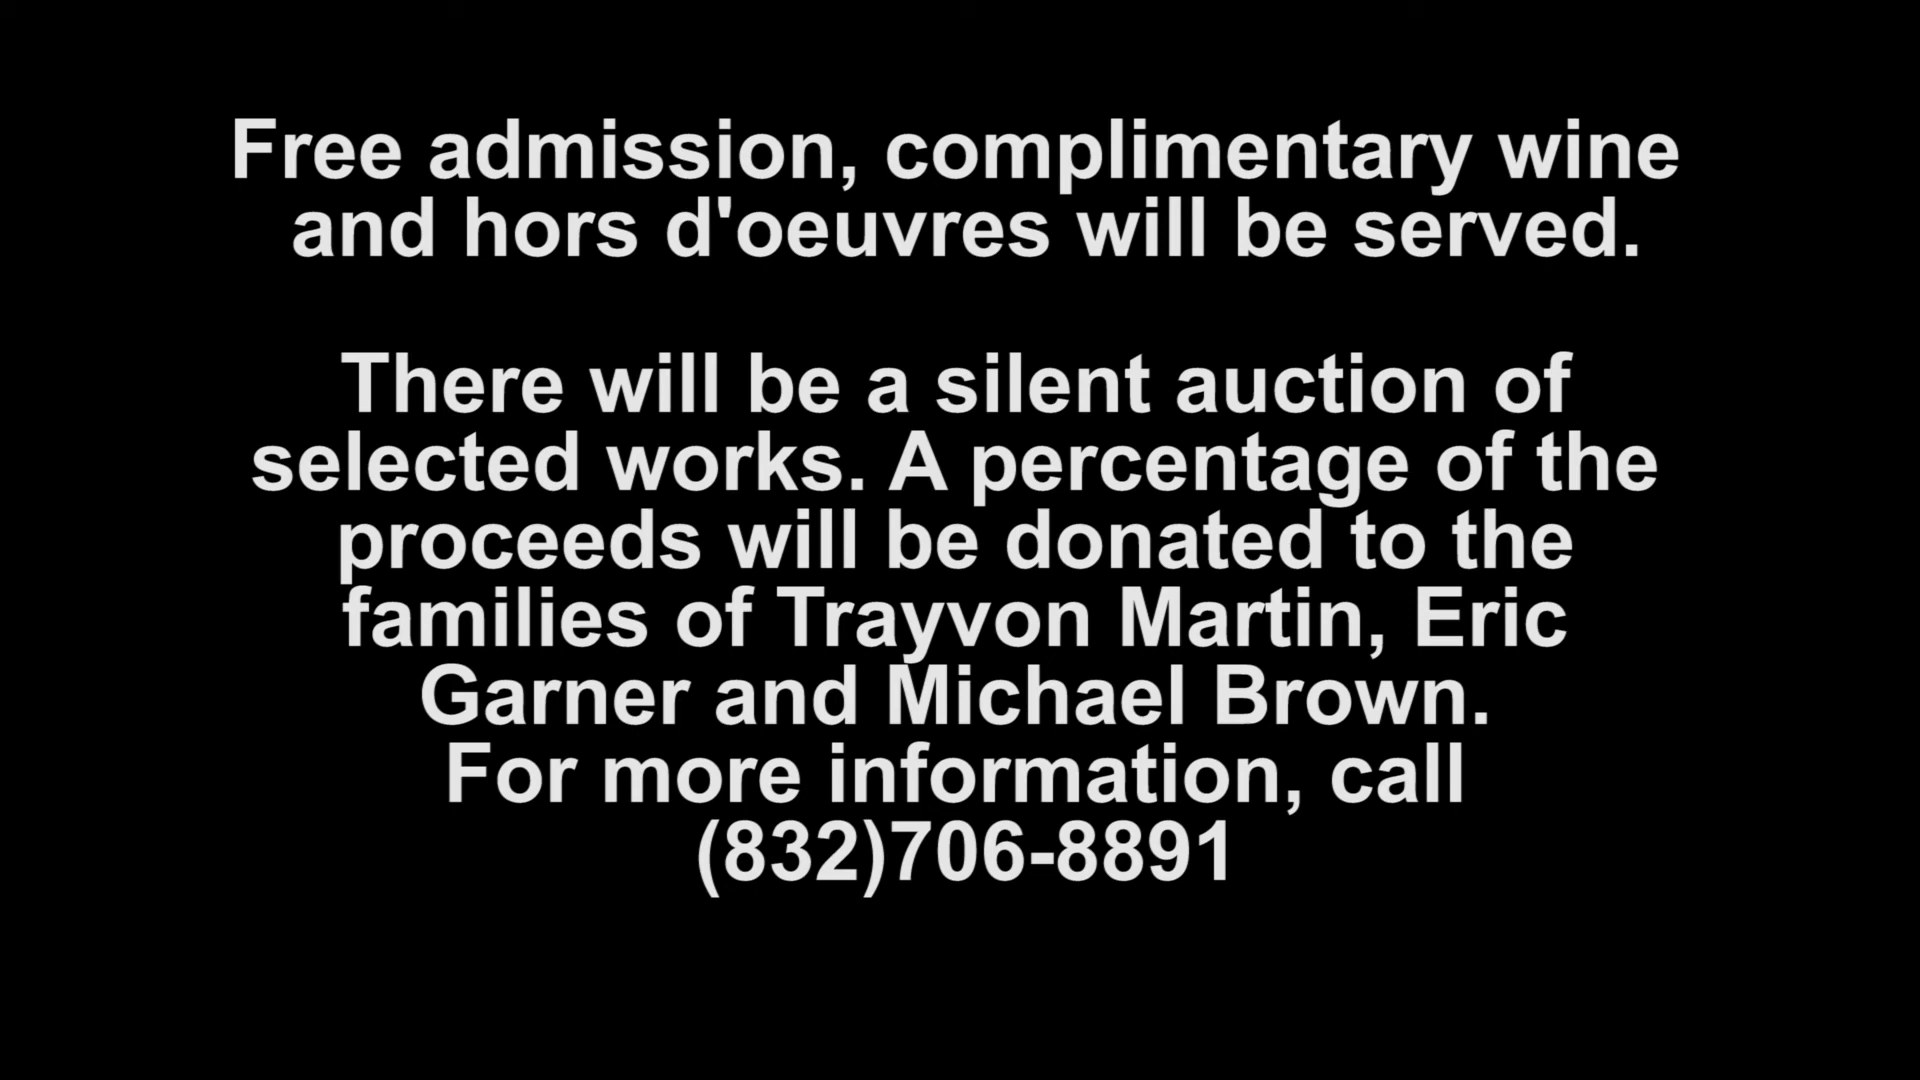 Free admission, complimentary wine
and hors d'oeuvres will be served.
There will be a silent auction of
selected works. A percentage of the
proceeds will be donated to the
families of Trayvon Martin, Eric
Garner and Michael Brown.
For more information, call
(832)706-8891